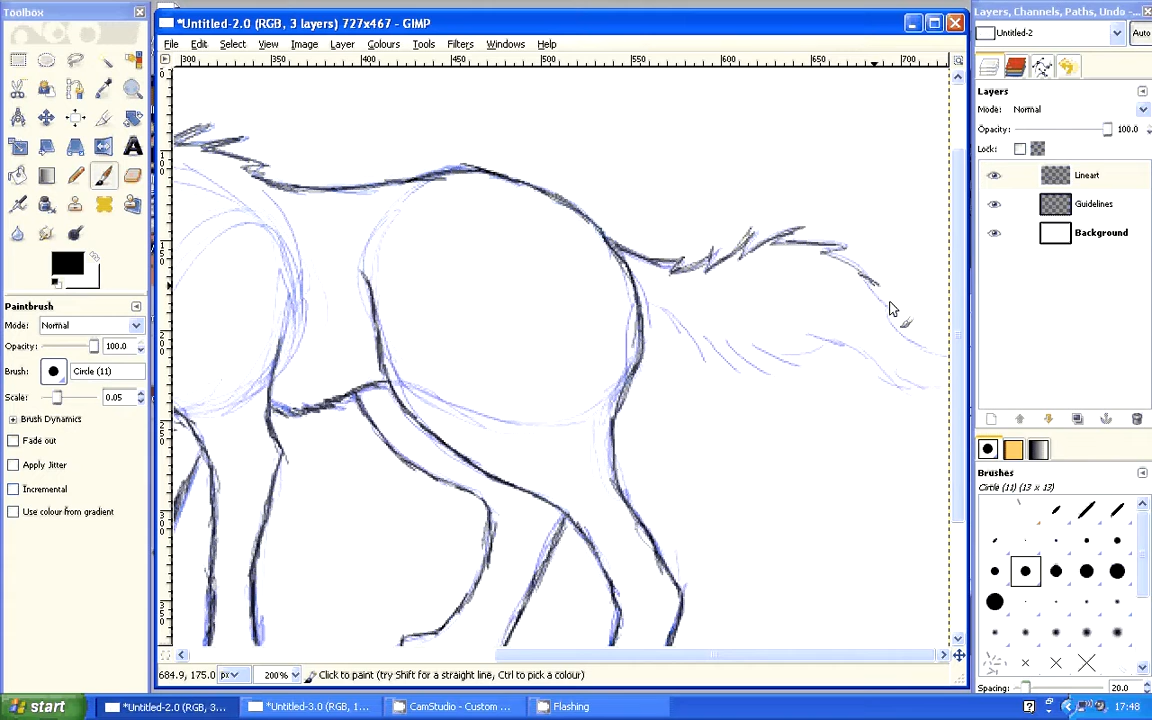 Toolbox
*Untitled-2.0 (RGB, 3 layers) 727x467 - GIMP
Layers, Channels, Paths, Undo - ...
File Edit Select View Image Layer Colours Tools Filters Windows Help
Untitled-2
Auto
300 350 400 450 500 550 600 650 700
Layers
Mode: Normal
Opacity: 100.0
Lock:
Lineart
Guidelines
Background
Paintbrush
Mode: Normal
Opacity: 100.0
Brush: Circle (11)
Scale: 0.05
Brush Dynamics
Fade out
Apply Jitter
Incremental
Use colour from gradient
Brushes
Circle (11) (13 x 13)
Spacing: 20.0
684.9, 175.0 px 200% Click to paint (try Shift for a straight line, Ctrl to pick a colour)
start *Untitled-2.0 (RGB, 3... *Untitled-3.0 (RGB, 1... CamStudio - Custom ... Flashing 17:48